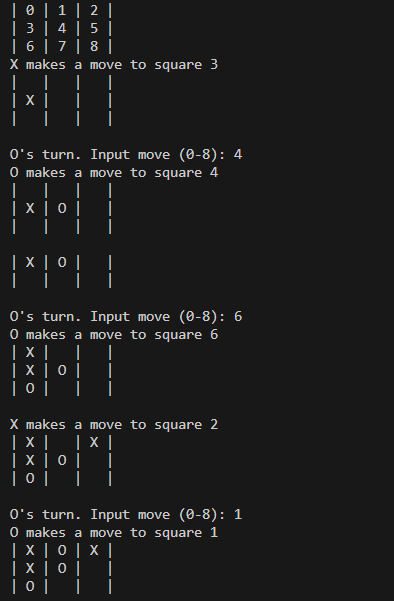 | 0 | 1 | 2 |
| 3 | 4 | 5 |
| 6 | 7 | 8 |
X makes a move to square 3
|   |   |   |
| X |   |   |
|   |   |   |

O's turn. Input move (0-8): 4
O makes a move to square 4
|   |   |   |
| X | O |   |
|   |   |   |

| X | O |   |
|   |   |   |

O's turn. Input move (0-8): 6
O makes a move to square 6
| X |   |   |
| X | O |   |
| O |   |   |

X makes a move to square 2
| X |   | X |
| X | O |   |
| O |   |   |

O's turn. Input move (0-8): 1
O makes a move to square 1
| X | O | X |
| X | O |   |
| O |   |   |